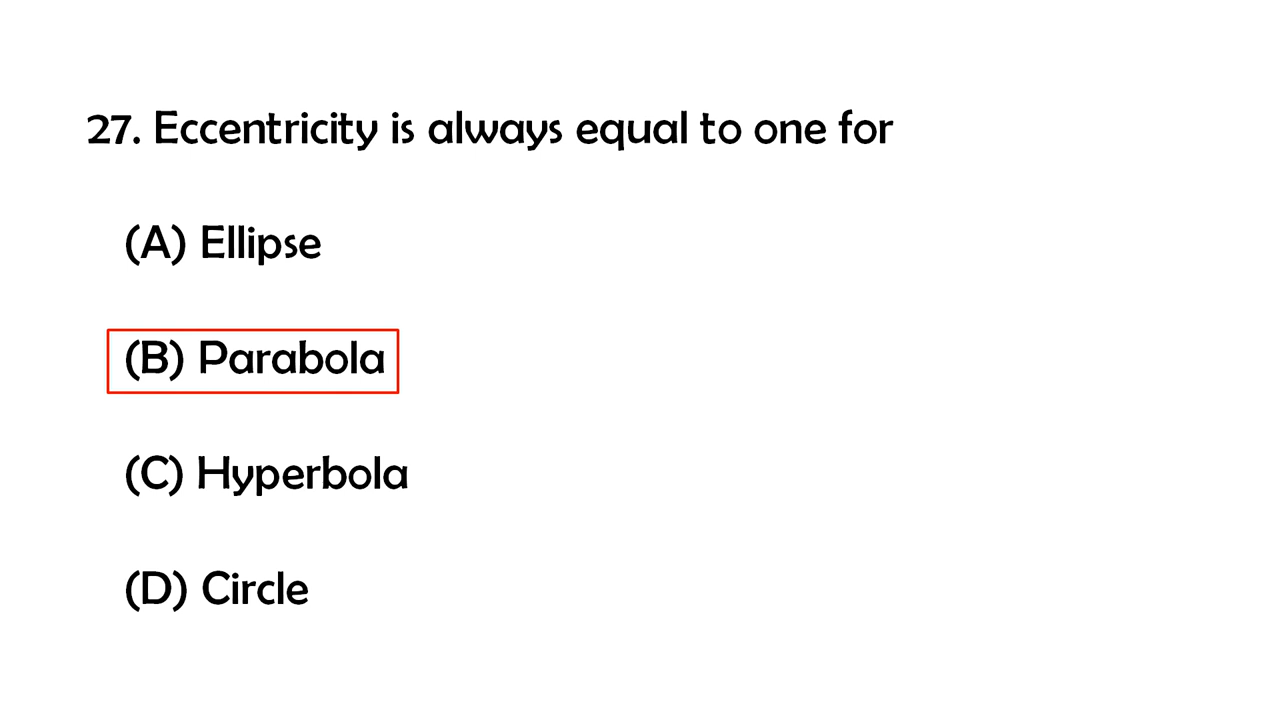 27. Eccentricity is always equal to one for
(A) Ellipse
(B) Parabola
(C) Hyperbola
(D) Circle